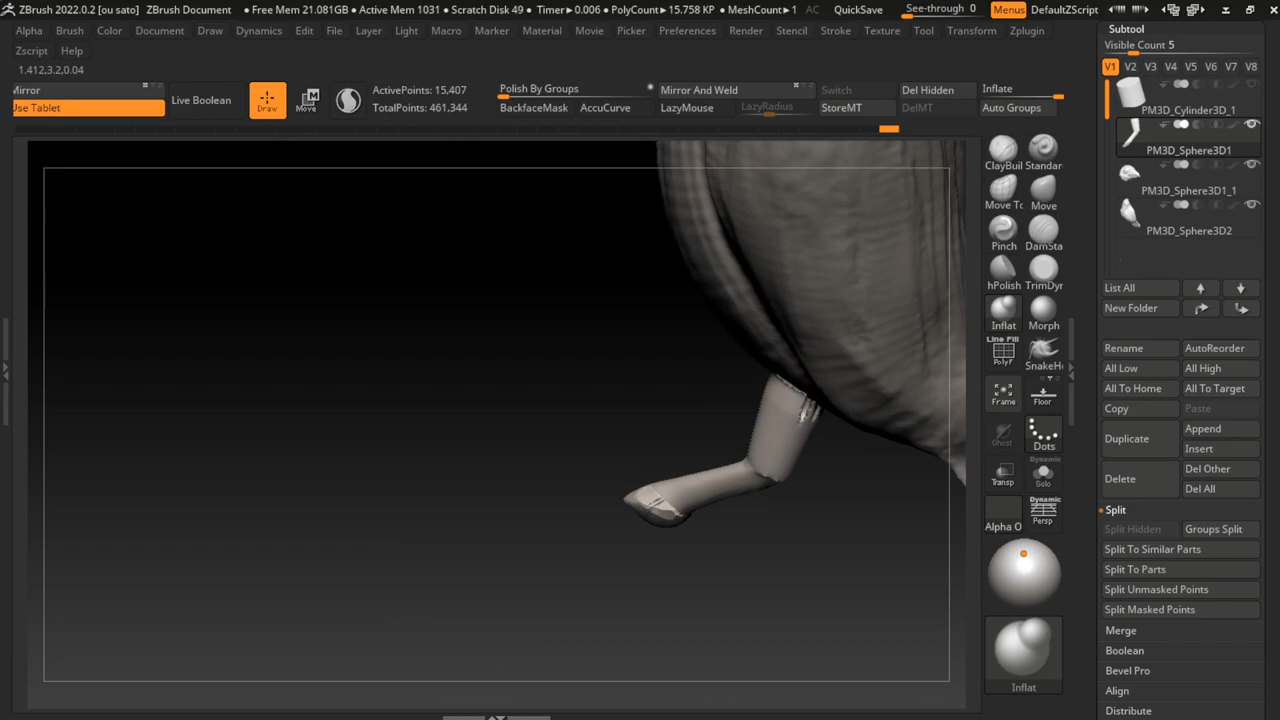 ZBrush 2022.0.2 [ou sato] ZBrush Document • Free Mem 21.081GB • Active Mem 1031 • Scratch Disk 49 • Timer▸0.006 • PolyCount▸15.758 KP • MeshCount▸1 AC QuickSave See-through 0 Menus DefaultZScript
Alpha Brush Color Document Draw Dynamics Edit File Layer Light Macro Marker Material Movie Picker Preferences Render Stencil Stroke Texture Tool Transform Zplugin
Zscript Help
1.412,3.2,0.04
Mirror
Use Tablet
Live Boolean
Draw
Move
ActivePoints: 15,407
TotalPoints: 461,344
Polish By Groups
BackfaceMask AccuCurve
Mirror And Weld
LazyMouse LazyRadius
Switch
StoreMT
Del Hidden
DelMT
Inflate
Auto Groups
ClayBuil Standar
Move To Move
Pinch DamSta
hPolish TrimDyr
Inflat Morph
Line Fill
PolyF SnakeHo
Frame Floor
Ghost Dots
Transp Dynamic Solo
Alpha O Dynamic Persp
Inflat
Subtool
Visible Count 5
V1 V2 V3 V4 V5 V6 V7 V8
PM3D_Cylinder3D_1
PM3D_Sphere3D1
PM3D_Sphere3D1_1
PM3D_Sphere3D2
List All
New Folder
Rename AutoReorder
All Low All High
All To Home All To Target
Copy Paste
Duplicate Append
Insert
Delete Del Other
Del All
Split
Split Hidden Groups Split
Split To Similar Parts
Split To Parts
Split Unmasked Points
Split Masked Points
Merge
Boolean
Bevel Pro
Align
Distribute